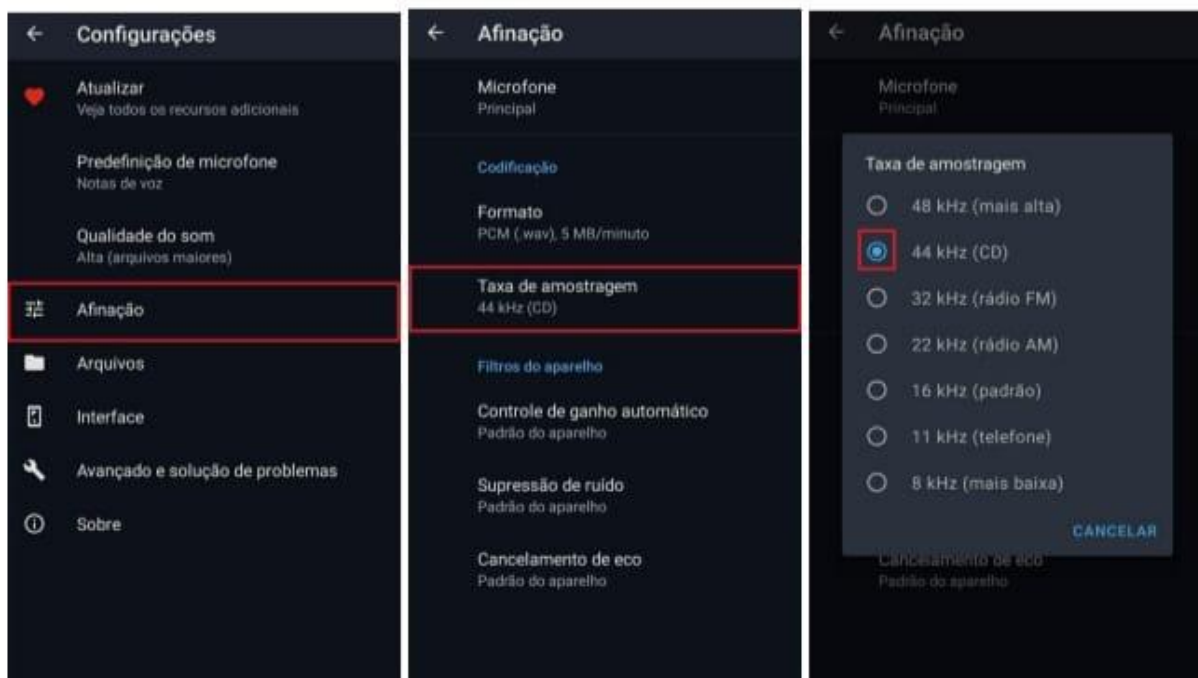 Configurações
Atualizar
Veja todos os recursos adicionais
Predefinição de microfone
Notas de voz
Qualidade do som
Alta (arquivos maiores)
Afinação
Arquivos
Interface
Avançado e solução de problemas
Sobre
Afinação
Microfone
Principal
Codificação
Formato
PCM (.wav), 5 MB/minuto
Taxa de amostragem
44 kHz (CD)
Filtros do aparelho
Controle de ganho automático
Padrão do aparelho
Supressão de ruído
Padrão do aparelho
Cancelamento de eco
Padrão do aparelho
Afinação
Microfone
Principal
Taxa de amostragem
48 kHz (mais alta)
44 kHz (CD)
32 kHz (rádio FM)
22 kHz (rádio AM)
16 kHz (padrão)
11 kHz (telefone)
8 kHz (mais baixa)
CANCELAR
Cancelamento de eco
Padrão do aparelho